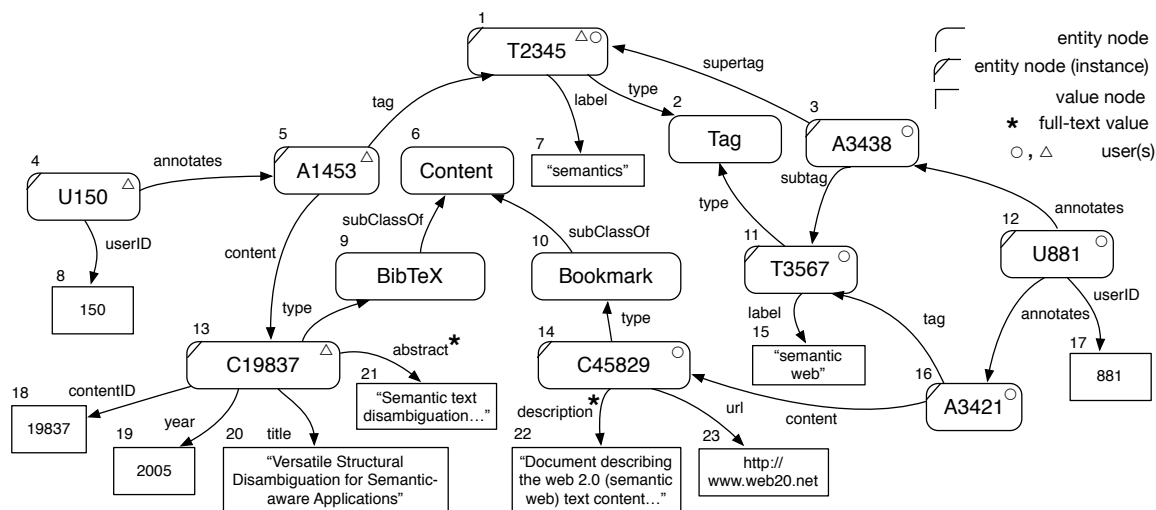 1
T2345
△○
entity node
entity node (instance)
value node
* full-text value
○ , △ user(s)
supertag
tag
label
type
2
Tag
3
A3438
○
7
"semantics"
4
U150
△
annotates
5
A1453
△
6
Content
subtag
type
annotates
userID
8
150
content
subClassOf
9
BibTeX
subClassOf
10
Bookmark
11
T3567
○
12
U881
○
userID
annotates
17
881
type
13
C19837
△
abstract*
21
"Semantic text
disambiguation…"
type
14
C45829
○
label
15
"semantic
web"
tag
16
A3421
○
content
contentID
18
19837
year
19
2005
title
20
"Versatile Structural
Disambiguation for Semantic-
aware Applications"
description*
22
"Document describing
the web 2.0 (semantic
web) text content…"
url
23
http://
www.web20.net